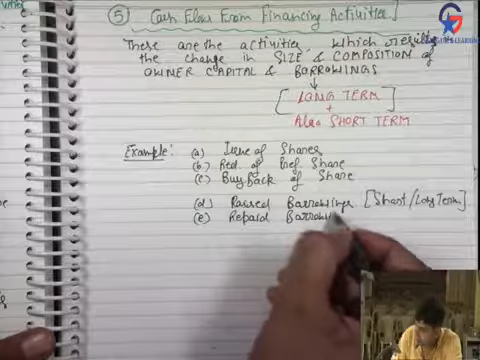 ⑤ Cash Flow From Financing Activities]
These are the activities which results
the change in SIZE & COMPOSITION of
OWNER CAPITAL & BORROWINGS
↓
[LONG TERM]
+
Also SHORT TERM
Example: (a) Issue of Shares
(b) Red. of Pref. Share
(c) Buy Back of Share
(d) Raised Borrowings [Short/Long Term]
(e) Repaid Borrow